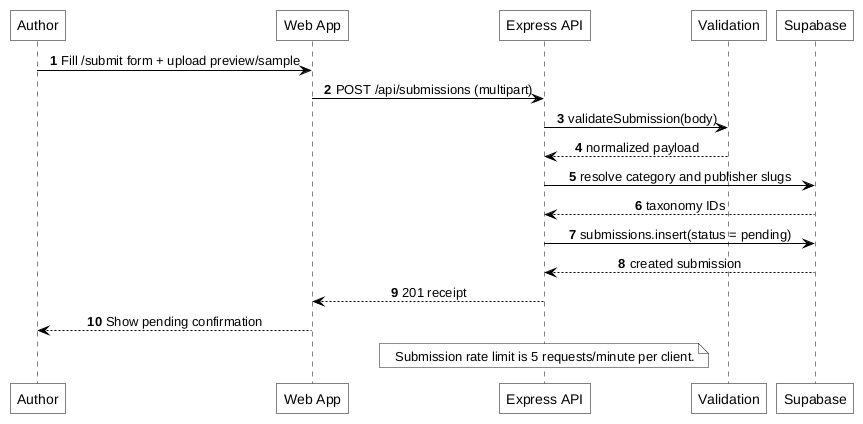 Author
Web App
Express API
Validation
Supabase
1 Fill /submit form + upload preview/sample
2 POST /api/submissions (multipart)
3 validateSubmission(body)
4 normalized payload
5 resolve category and publisher slugs
6 taxonomy IDs
7 submissions.insert(status = pending)
8 created submission
9 201 receipt
10 Show pending confirmation
Submission rate limit is 5 requests/minute per client.
Author
Web App
Express API
Validation
Supabase